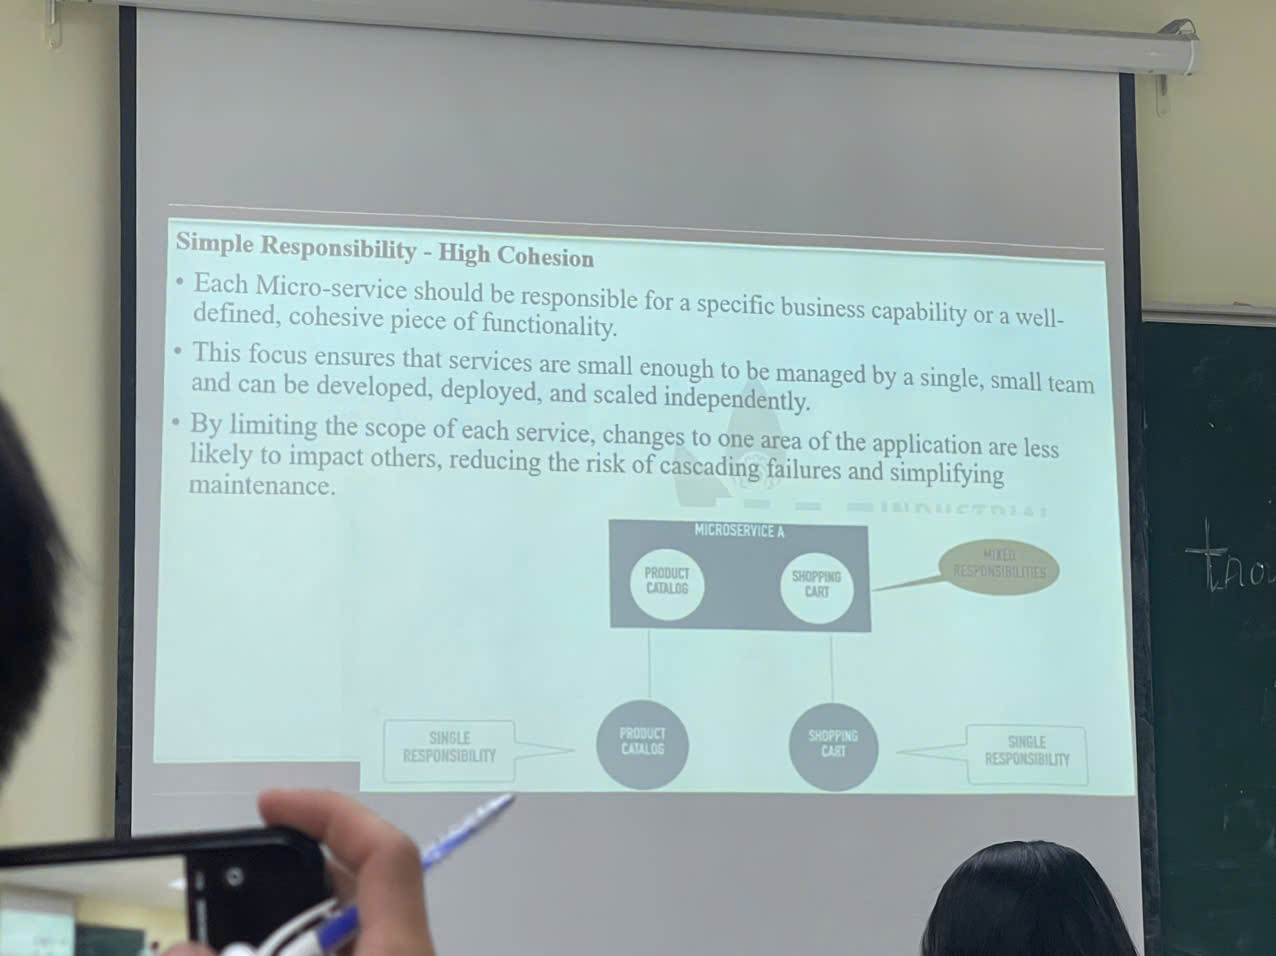 Simple Responsibility - High Cohesion
• Each Micro-service should be responsible for a specific business capability or a well-
defined, cohesive piece of functionality.
• This focus ensures that services are small enough to be managed by a single, small team
and can be developed, deployed, and scaled independently.
• By limiting the scope of each service, changes to one area of the application are less
likely to impact others, reducing the risk of cascading failures and simplifying
maintenance.
INDUSTRIAL
MICROSERVICE A
PRODUCT
CATALOG
SHOPPING
CART
MIXED
RESPONSIBILITIES
SINGLE
RESPONSIBILITY
PRODUCT
CATALOG
SHOPPING
CART
SINGLE
RESPONSIBILITY